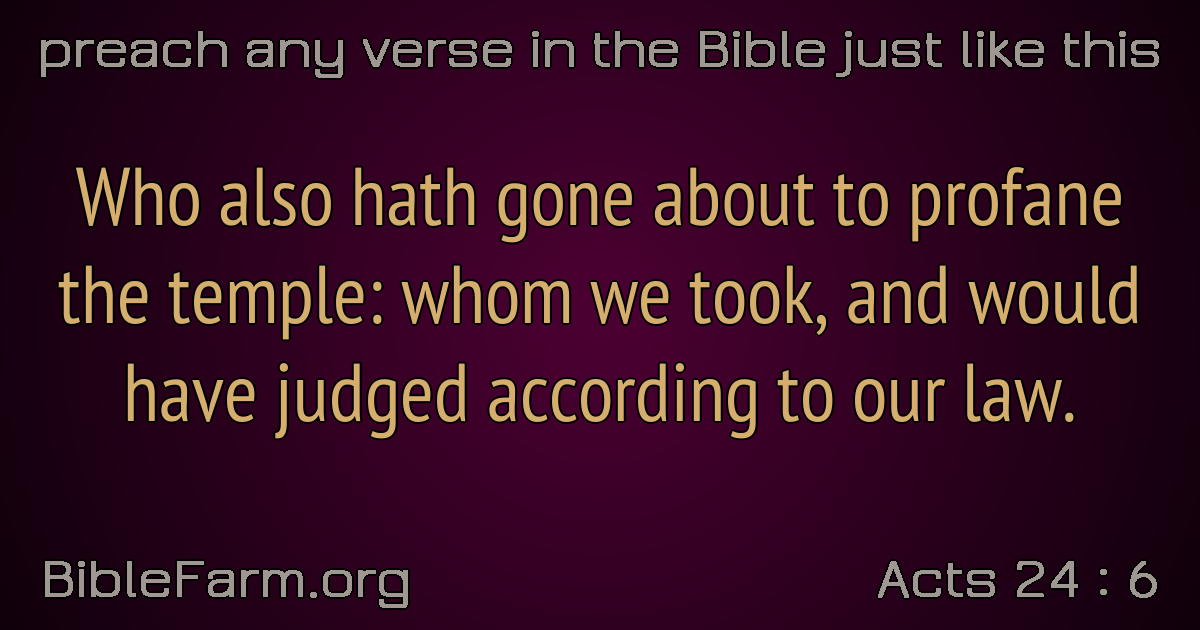 preach any verse in the Bible just like this
Who also hath gone about to profane
the temple: whom we took, and would
have judged according to our law.
BibleFarm.org
Acts 24 : 6